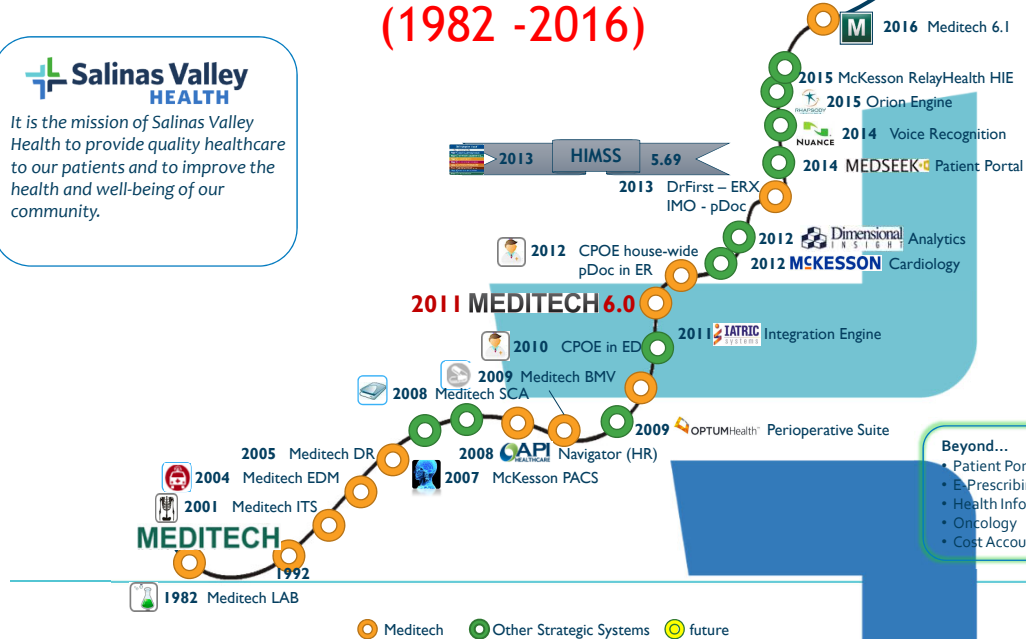 (1982 -2016)
Salinas Valley
HEALTH
It is the mission of Salinas Valley
Health to provide quality healthcare
to our patients and to improve the
health and well-being of our
community.
M
2016 Meditech 6.1
2015 McKesson RelayHealth HIE
RHAPSODY
2015 Orion Engine
NUANCE
2014 Voice Recognition
2014 MEDSEEK Patient Portal
2013 HIMSS 5.69
2013 DrFirst – ERX
IMO - pDoc
2012 Dimensional
INSIGHT
Analytics
2012 MCKESSON Cardiology
2012 CPOE house-wide
pDoc in ER
2011 MEDITECH 6.0
2011 IATRIC
systems
Integration Engine
2010 CPOE in ED
2009 Meditech BMV
2008 Meditech SCA
2009 OPTUMHealth™ Perioperative Suite
2008 API
HEALTHCARE
Navigator (HR)
2007 McKesson PACS
2005 Meditech DR
2004 Meditech EDM
2001 Meditech ITS
MEDITECH
1992
1982 Meditech LAB
Beyond...
• Patient Por
• E-Prescribi
• Health Info
• Oncology
• Cost Accou
Meditech
Other Strategic Systems
future